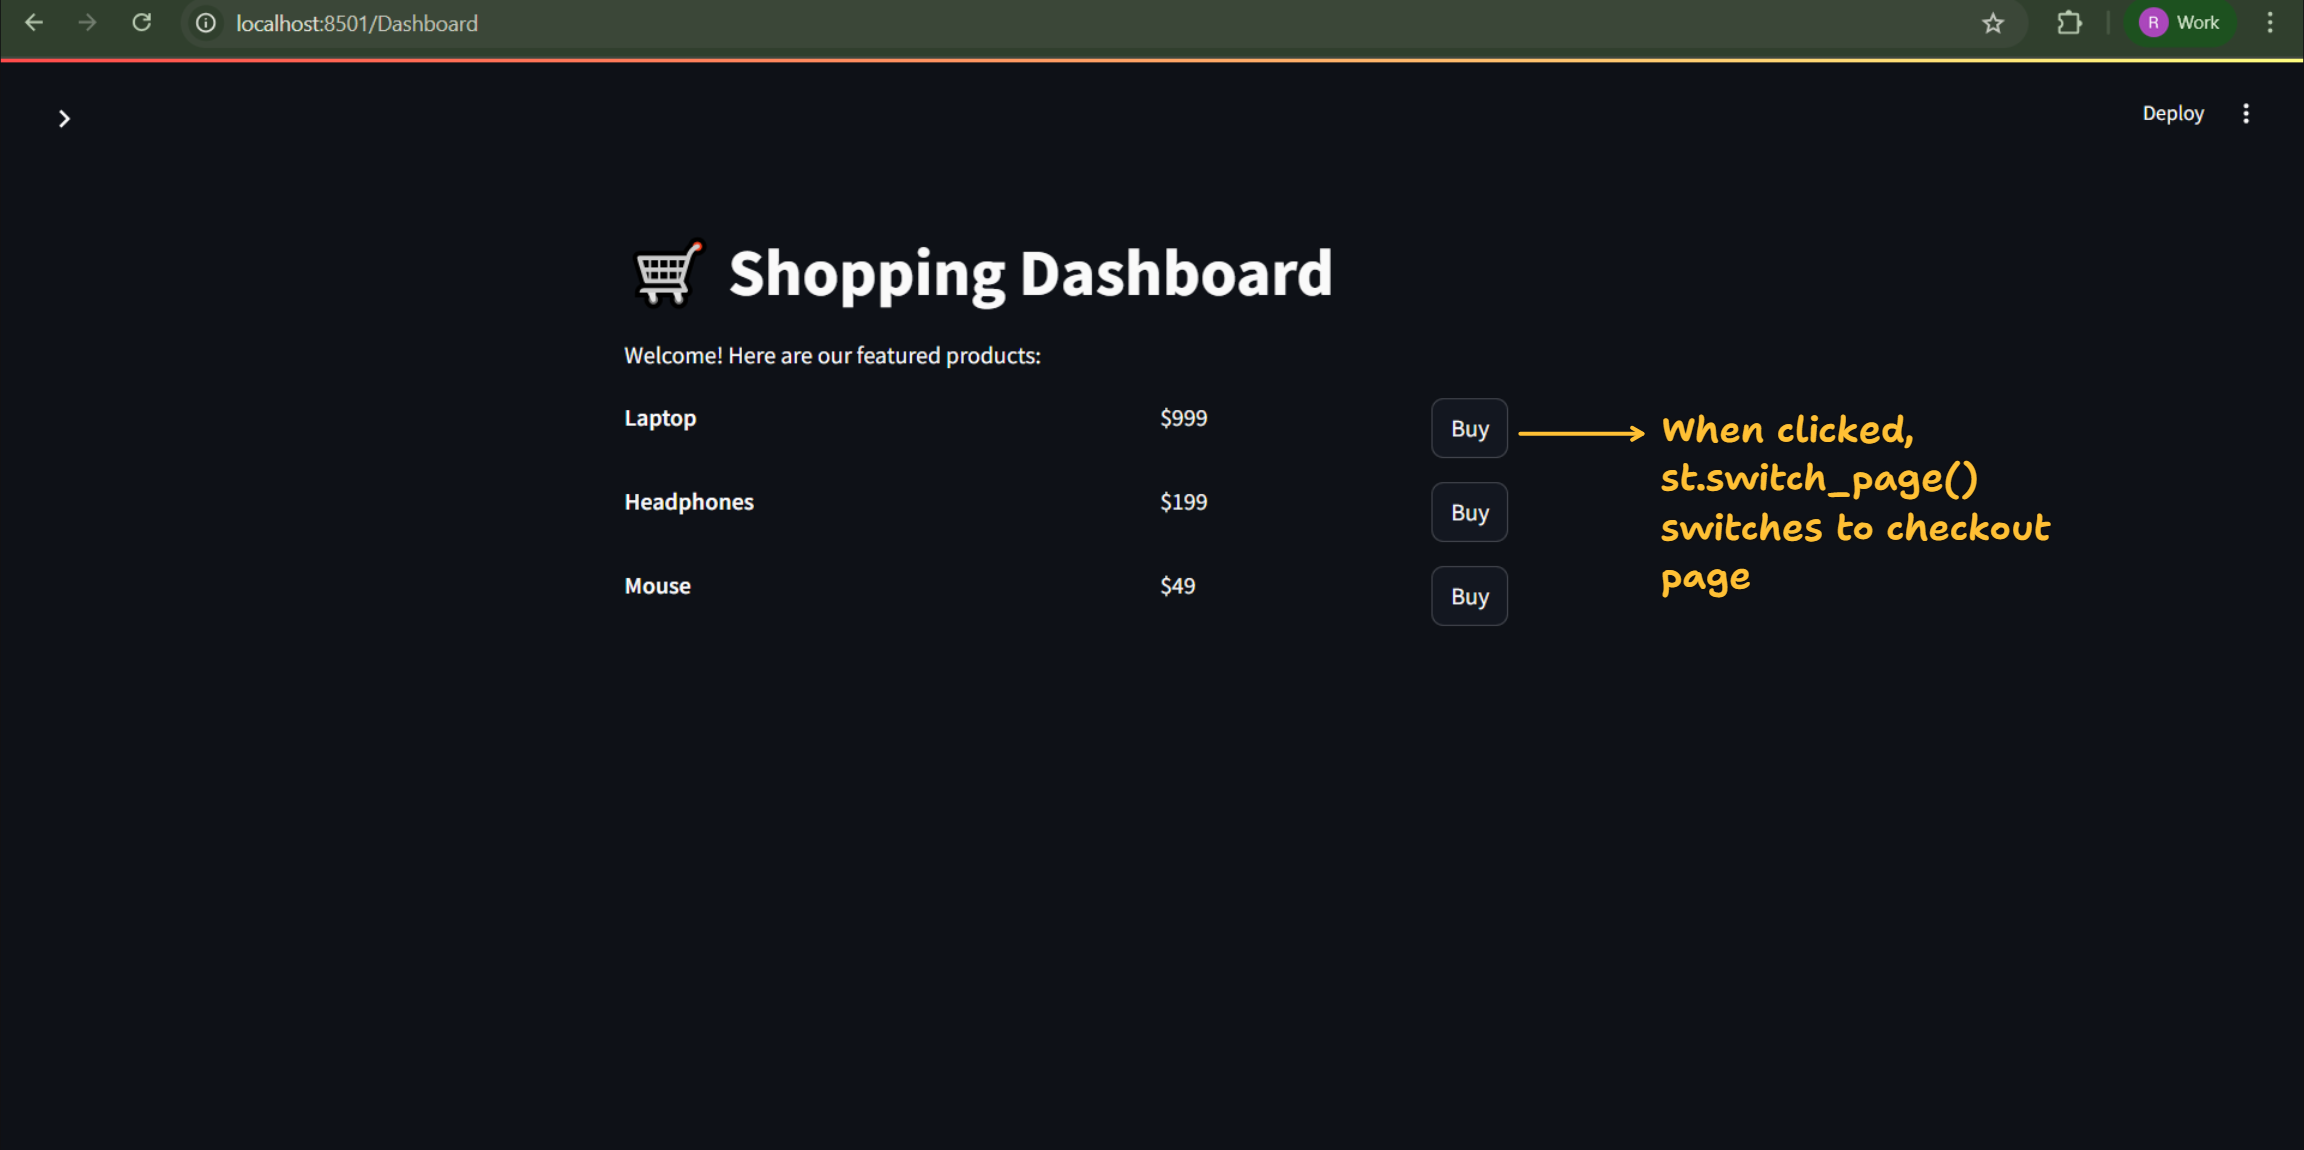 localhost:8501/Dashboard
R Work
Deploy
Shopping Dashboard
Welcome! Here are our featured products:
Laptop $999 Buy
Headphones $199 Buy
Mouse $49 Buy
When clicked,
st.switch_page()
switches to checkout
page